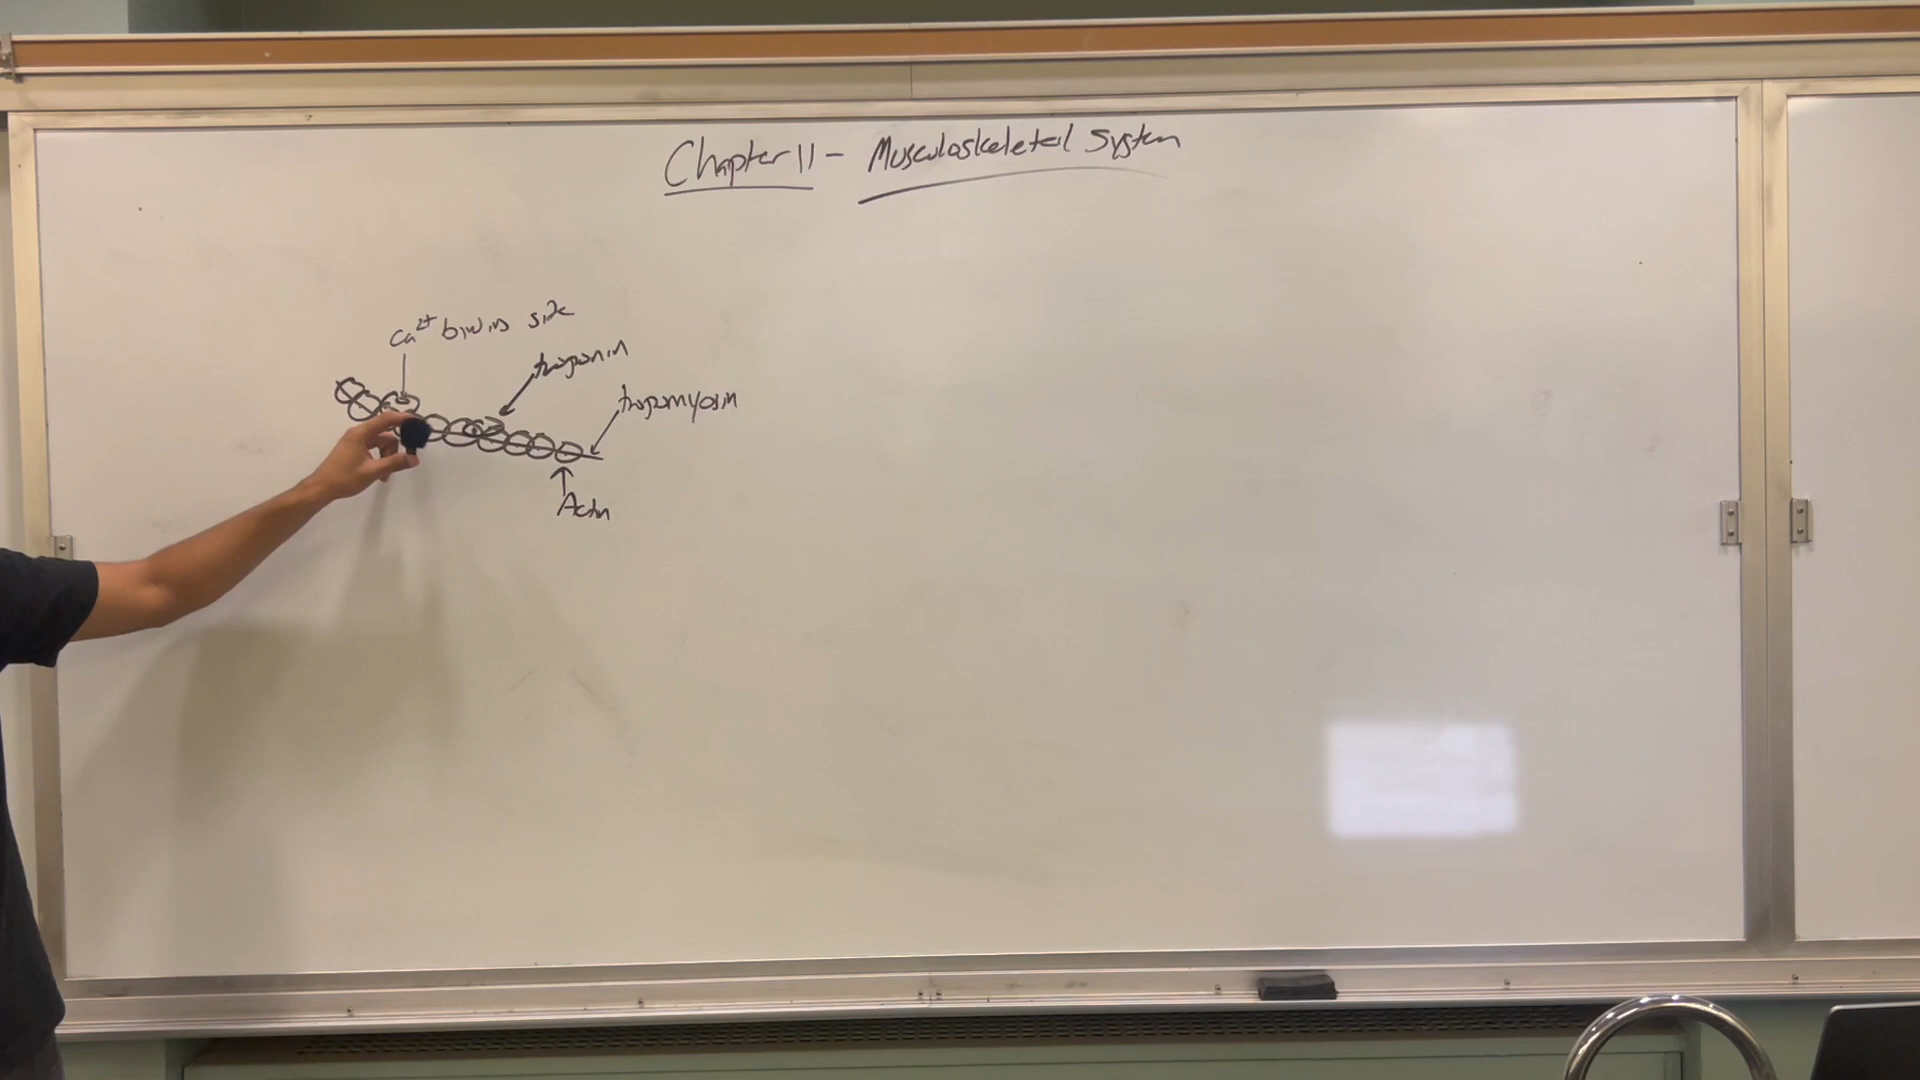 Chapter 11 - Musculoskeletal System
Ca2+ binding site
troponin
tropomyosin
Actin